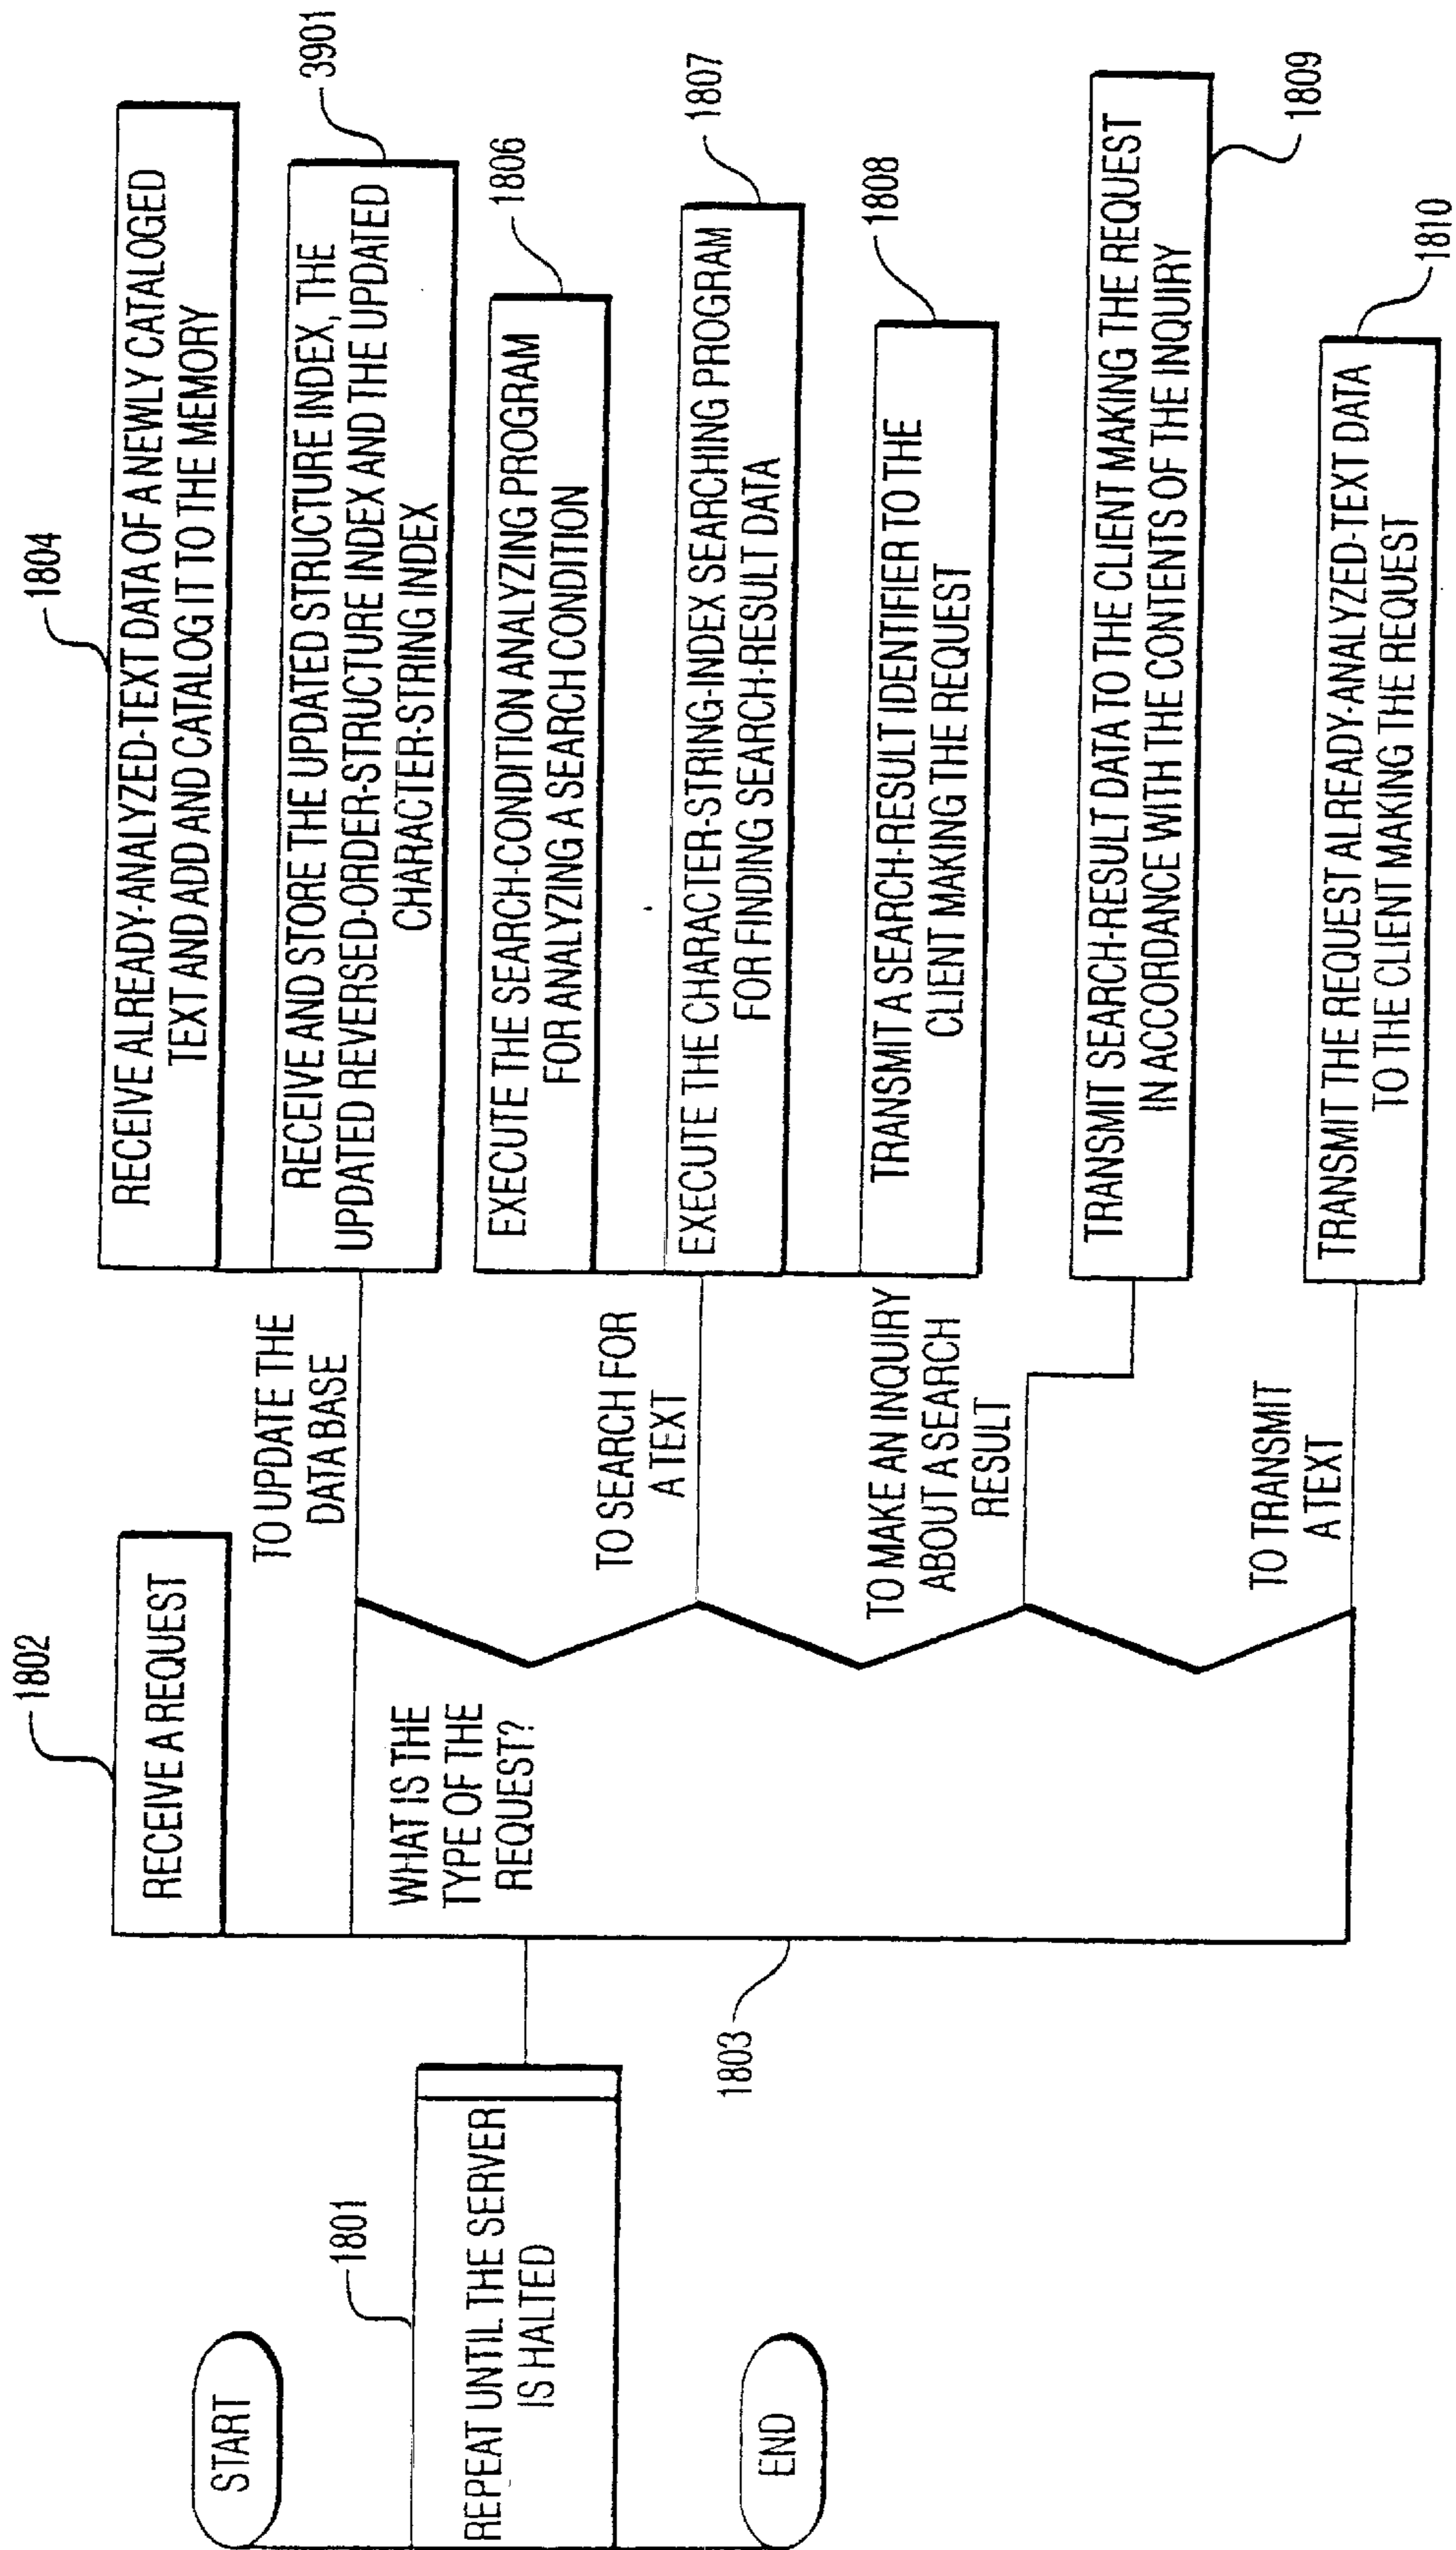 START
1801
REPEAT UNTIL THE SERVER
IS HALTED
END
1802
RECEIVE A REQUEST
1803
WHAT IS THE
TYPE OF THE
REQUEST?
TO UPDATE THE
DATA BASE
1804
RECEIVE ALREADY-ANALYZED-TEXT DATA OF A NEWLY CATALOGED
TEXT AND ADD AND CATALOG IT TO THE MEMORY
3901
RECEIVE AND STORE THE UPDATED STRUCTURE INDEX, THE
UPDATED REVERSED-ORDER-STRUCTURE INDEX AND THE UPDATED
CHARACTER-STRING INDEX
TO SEARCH FOR
A TEXT
1806
EXECUTE THE SEARCH-CONDITION ANALYZING PROGRAM
FOR ANALYZING A SEARCH CONDITION
1807
EXECUTE THE CHARACTER-STRING-INDEX SEARCHING PROGRAM
FOR FINDING SEARCH-RESULT DATA
1808
TRANSMIT A SEARCH-RESULT IDENTIFIER TO THE
CLIENT MAKING THE REQUEST
TO MAKE AN INQUIRY
ABOUT A SEARCH
RESULT
TRANSMIT SEARCH-RESULT DATA TO THE CLIENT MAKING THE REQUEST
IN ACCORDANCE WITH THE CONTENTS OF THE INQUIRY
1809
TO TRANSMIT
A TEXT
TRANSMIT THE REQUEST ALREADY-ANALYZED-TEXT DATA
TO THE CLIENT MAKING THE REQUEST
1810